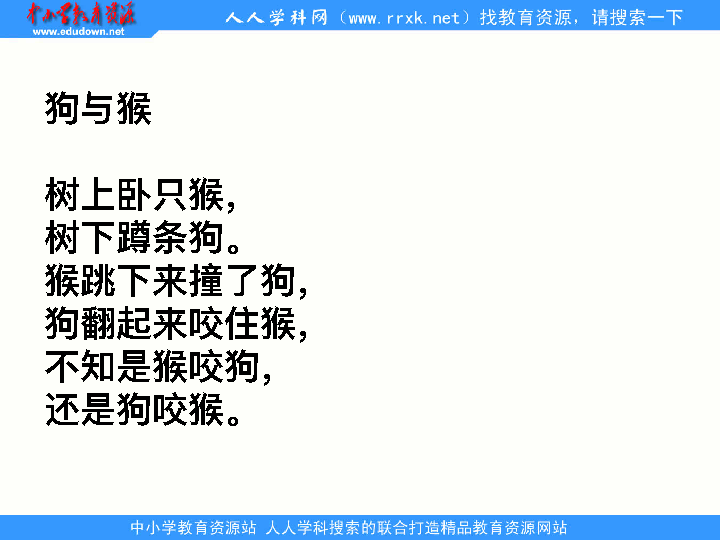 中小学教育资源
www.edudown.net
人人学科网（www.rrxk.net）找教育资源，请搜索一下
狗与猴
树上卧只猴，
树下蹲条狗。
猴跳下来撞了狗，
狗翻起来咬住猴，
不知是猴咬狗，
还是狗咬猴。
中小学教育资源站 人人学科搜索的联合打造精品教育资源网站